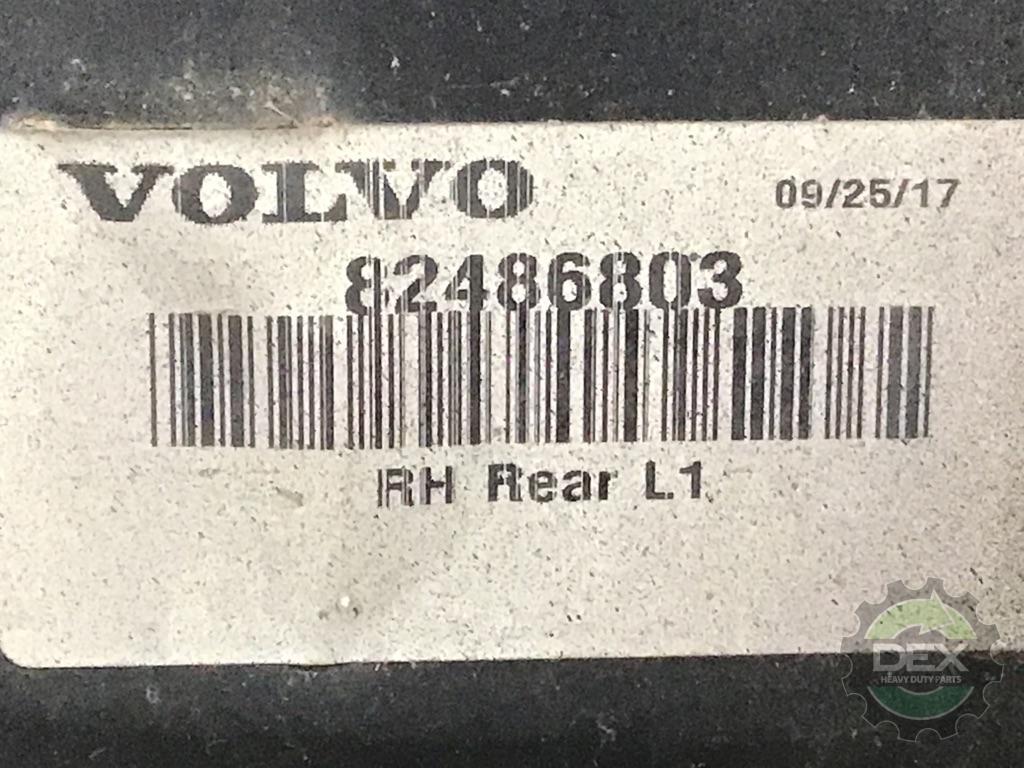 VOLVO 09/25/17
82486803
RH Rear L1
DEX
HEAVY DUTY PARTS